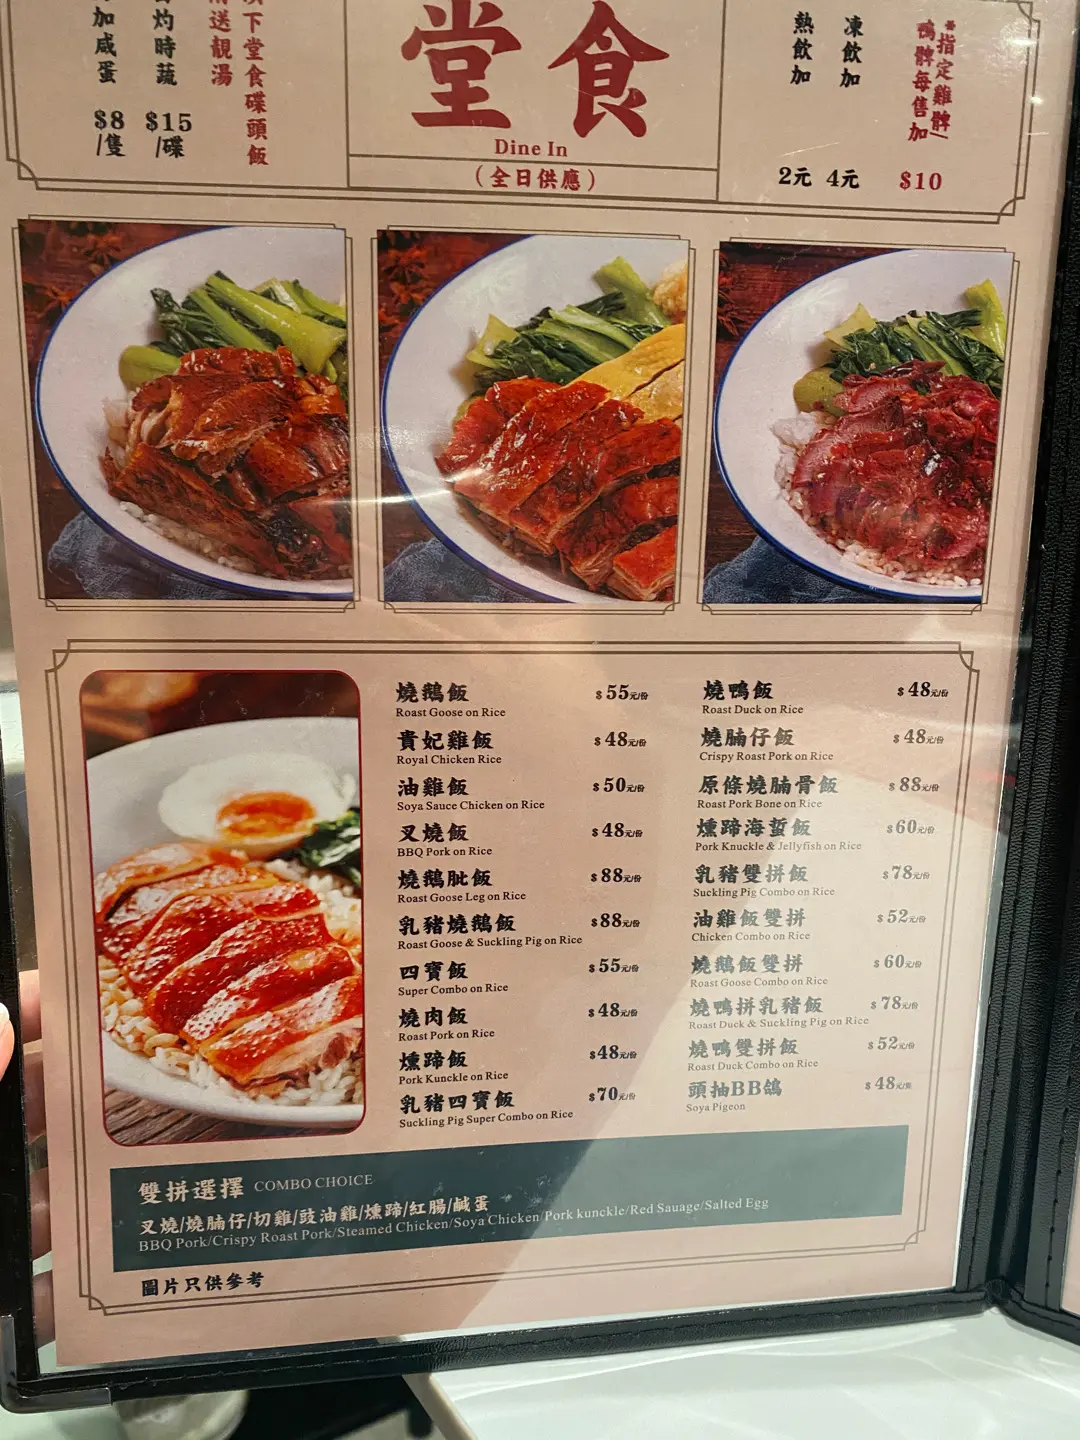 加咸蛋
$8
/隻
灼時蔬
$15
/碟
送靚湯
下堂食碟頭飯
堂食
Dine In
(全日供應)
熱飲加
2元
凍飲加
4元
*指定雞髀/
鴨髀每售加
$10
燒鵝飯 $55元/份
Roast Goose on Rice
貴妃雞飯 $48元/份
Royal Chicken Rice
油雞飯 $50元/份
Soya Sauce Chicken on Rice
叉燒飯 $48元/份
BBQ Pork on Rice
燒鵝肶飯 $88元/份
Roast Goose Leg on Rice
乳豬燒鵝飯 $88元/份
Roast Goose & Suckling Pig on Rice
四寶飯 $55元/份
Super Combo on Rice
燒肉飯 $48元/份
Roast Pork on Rice
燻蹄飯 $48元/份
Pork Kunckle on Rice
乳豬四寶飯 $70元/份
Suckling Pig Super Combo on Rice
燒鴨飯 $48元/份
Roast Duck on Rice
燒腩仔飯 $48元/份
Crispy Roast Pork on Rice
原條燒腩骨飯 $88元/份
Roast Pork Bone on Rice
燻蹄海蜇飯 $60元/份
Pork Knuckle & Jellyfish on Rice
乳豬雙拼飯 $78元/份
Suckling Pig Combo on Rice
油雞飯雙拼 $52元/份
Chicken Combo on Rice
燒鵝飯雙拼 $60元/份
Roast Goose Combo on Rice
燒鴨拼乳豬飯 $78元/份
Roast Duck & Suckling Pig on Rice
燒鴨雙拼飯 $52元/份
Roast Duck Combo on Rice
頭抽BB鴿 $48元/隻
Soya Pigeon
雙拼選擇 COMBO CHOICE
叉燒/燒腩仔/切雞/豉油雞/燻蹄/紅腸/鹹蛋
BBQ Pork/Crispy Roast Pork/Steamed Chicken/Soya Chicken/Pork kunckle/Red Sauage/Salted Egg
圖片只供參考